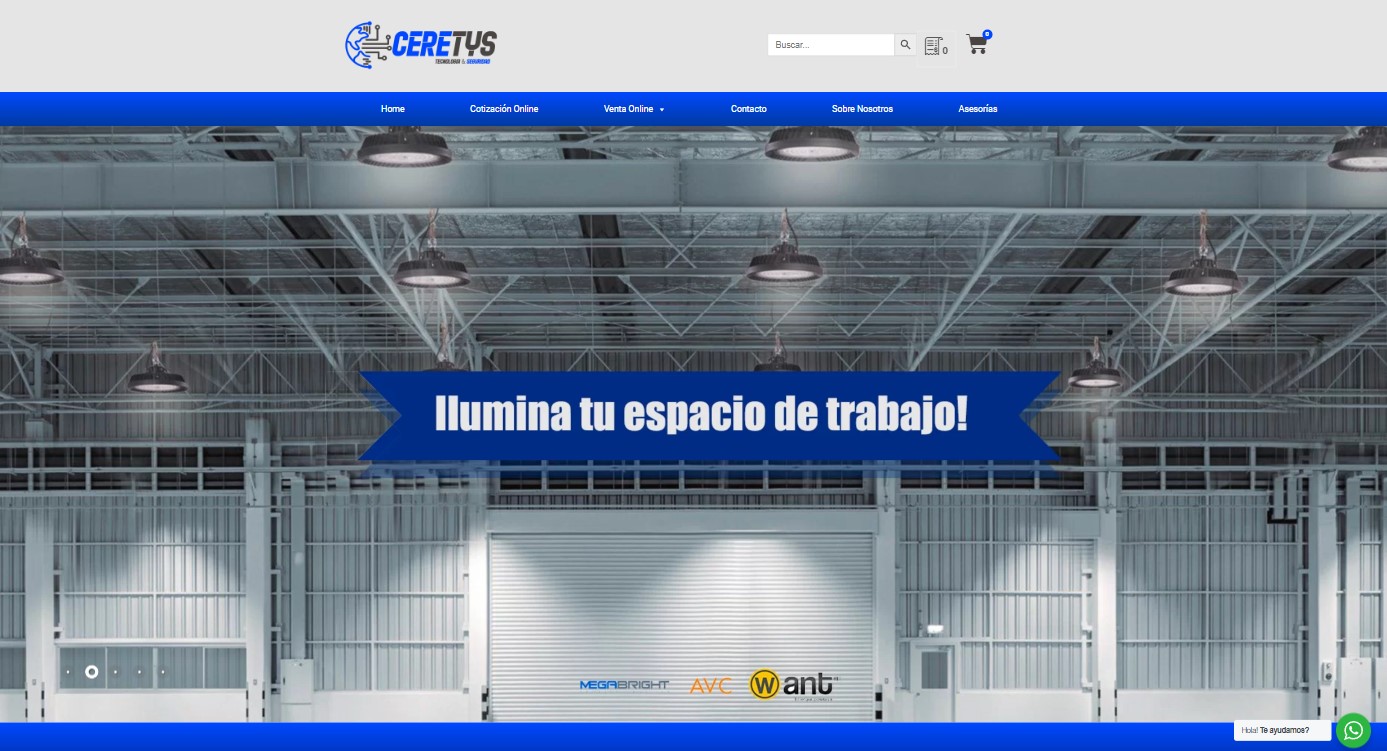 CERETYS
TECNOLOGIA & SEGURIDAD
Buscar...
0
0
Home
Cotización Online
Venta Online
Contacto
Sobre Nosotros
Asesorías
Ilumina tu espacio de trabajo!
MEGABRIGHT
AVC
Want
Hola! Te ayudamos?